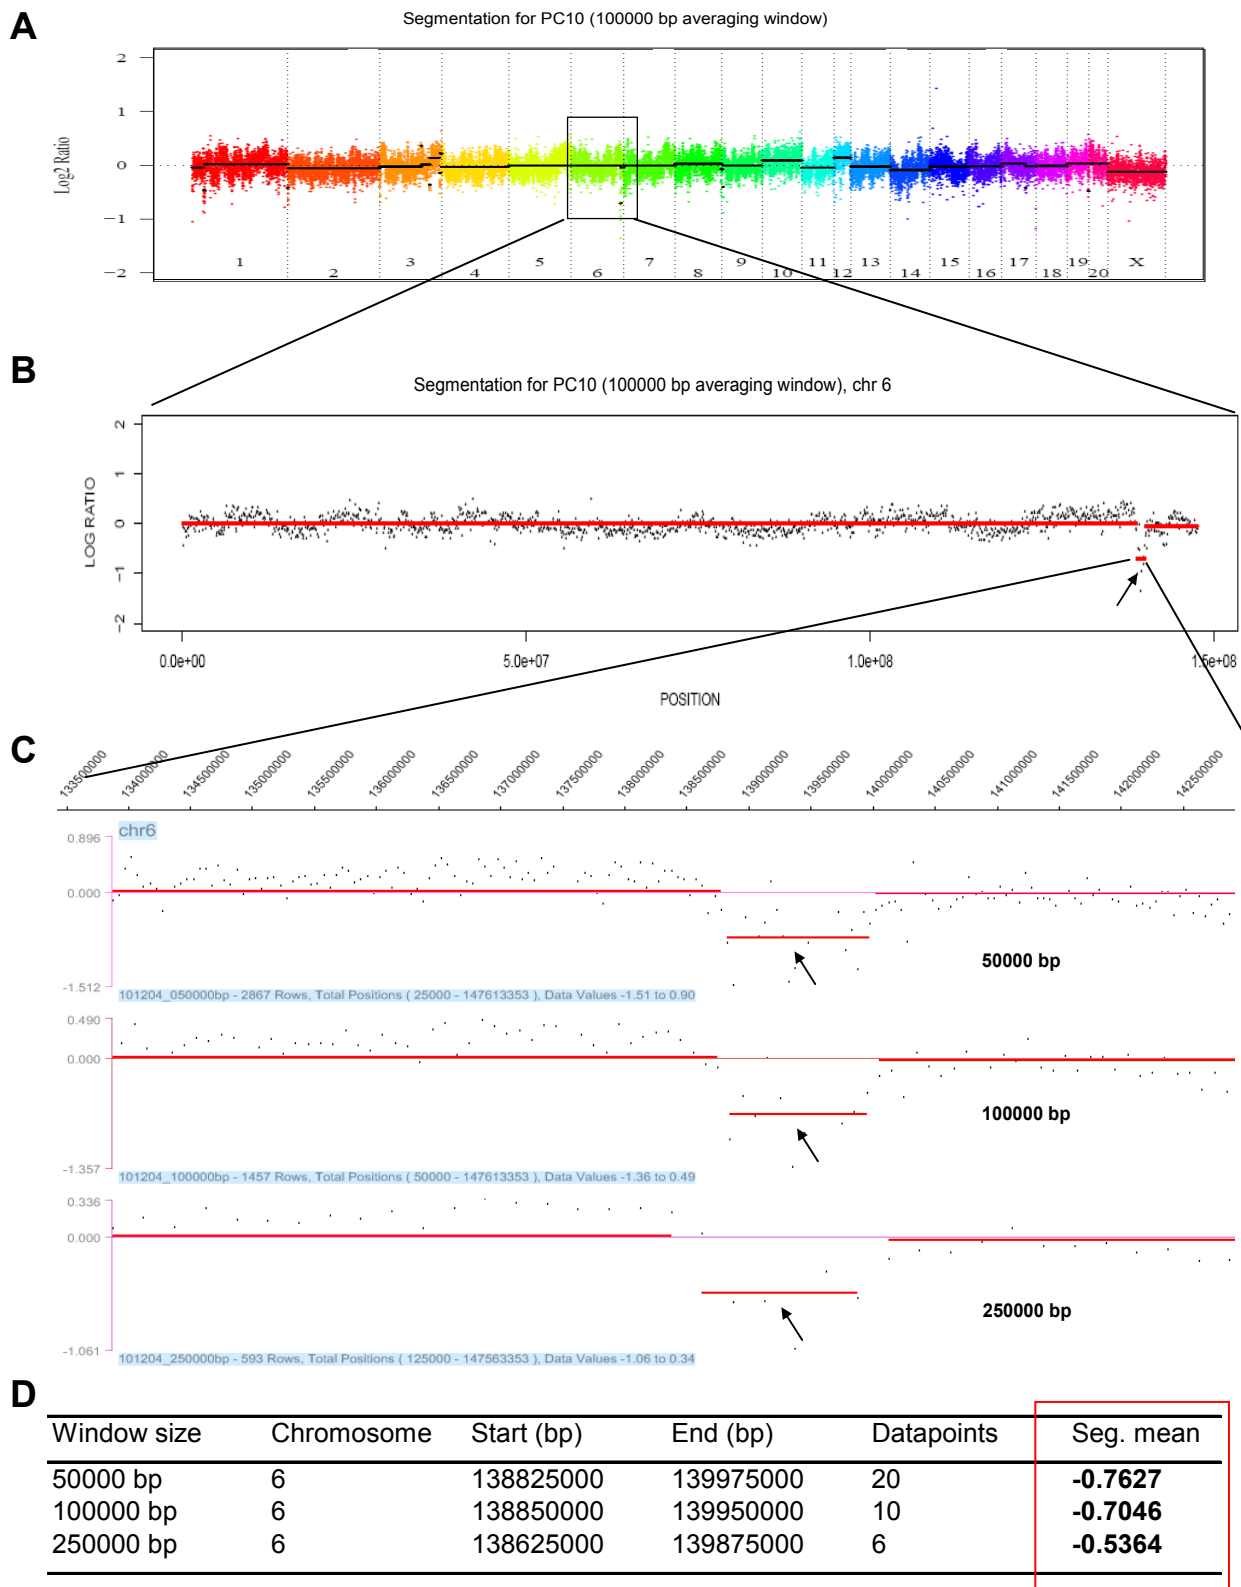 A
Segmentation for PC10 (100000 bp averaging window)
Log2 Ratio
2
1
0
−1
−2
1 2 3 4 5 6 7 8 9 10 11 12 13 14 15 16 17 18 19 20 X
B
Segmentation for PC10 (100000 bp averaging window), chr 6
LOG RATIO
2
1
0
−1
−2
0.0e+00 5.0e+07 1.0e+08 1.5e+08
POSITION
C
133500000 134000000 134500000 135000000 135500000 136000000 136500000 137000000 137500000 138000000 138500000 139000000 139500000 140000000 140500000 141000000 141500000 142000000 142500000
chr6
0.896
0.000
50000 bp
-1.512
101204_050000bp - 2867 Rows, Total Positions ( 25000 - 147613353 ), Data Values -1.51 to 0.90
0.490
0.000
100000 bp
-1.357
101204_100000bp - 1457 Rows, Total Positions ( 50000 - 147613353 ), Data Values -1.36 to 0.49
0.336
0.000
250000 bp
-1.061
101204_250000bp - 593 Rows, Total Positions ( 125000 - 147563353 ), Data Values -1.06 to 0.34
D
Window size Chromosome Start (bp) End (bp) Datapoints Seg. mean
50000 bp 6 138825000 139975000 20 -0.7627
100000 bp 6 138850000 139950000 10 -0.7046
250000 bp 6 138625000 139875000 6 -0.5364